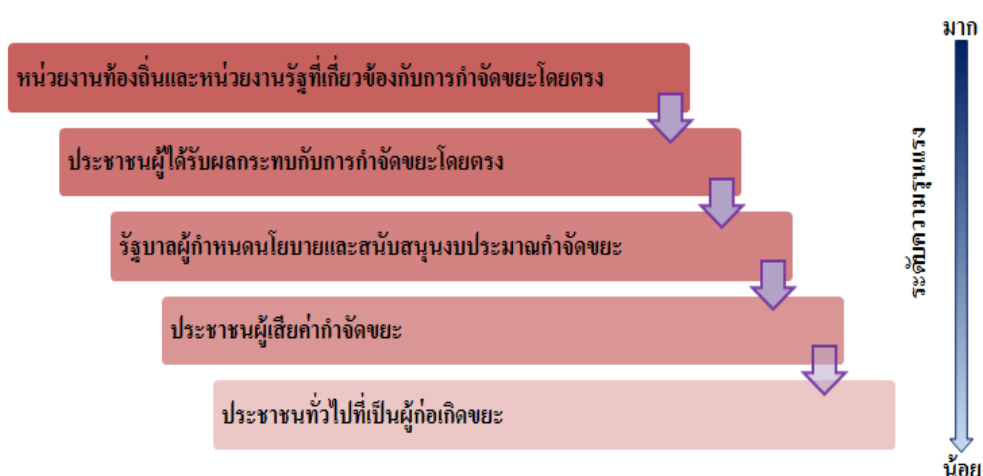 มาก
หน่วยงานท้องถิ่นและหน่วยงานรัฐที่เกี่ยวข้องกับการกำจัดขยะโดยตรง
ประชาชนผู้ได้รับผลกระทบกับการกำจัดขยะโดยตรง
รัฐบาลผู้กำหนดนโยบายและสนับสนุนงบประมาณกำจัดขยะ
ประชาชนผู้เสียค่ากำจัดขยะ
ประชาชนทั่วไปที่เป็นผู้ก่อเกิดขยะ
ระดับความรุนแรง
น้อย